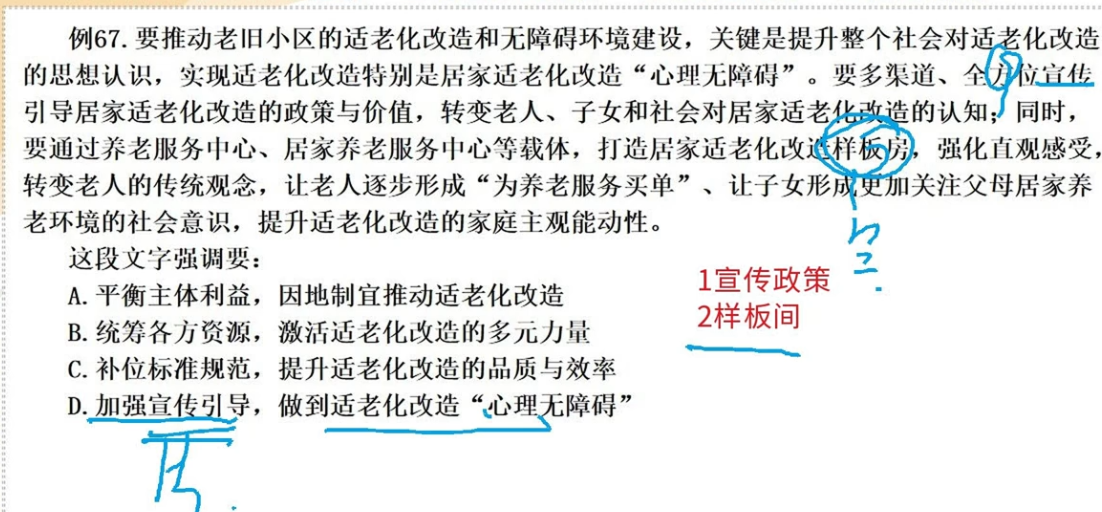 例67.要推动老旧小区的适老化改造和无障碍环境建设，关键是提升整个社会对适老化改造
的思想认识，实现适老化改造特别是居家适老化改造“心理无障碍”。要多渠道、全方位宣传
引导居家适老化改造的政策与价值，转变老人、子女和社会对居家适老化改造的认知；同时，
要通过养老服务中心、居家养老服务中心等载体，打造居家适老化改造样板房，强化直观感受，
转变老人的传统观念，让老人逐步形成“为养老服务买单”、让子女形成更加关注父母居家养
老环境的社会意识，提升适老化改造的家庭主观能动性。
这段文字强调要：
A.平衡主体利益，因地制宜推动适老化改造
B.统筹各方资源，激活适老化改造的多元力量
C.补位标准规范，提升适老化改造的品质与效率
D.加强宣传引导，做到适老化改造“心理无障碍”
1宣传政策
2样板间